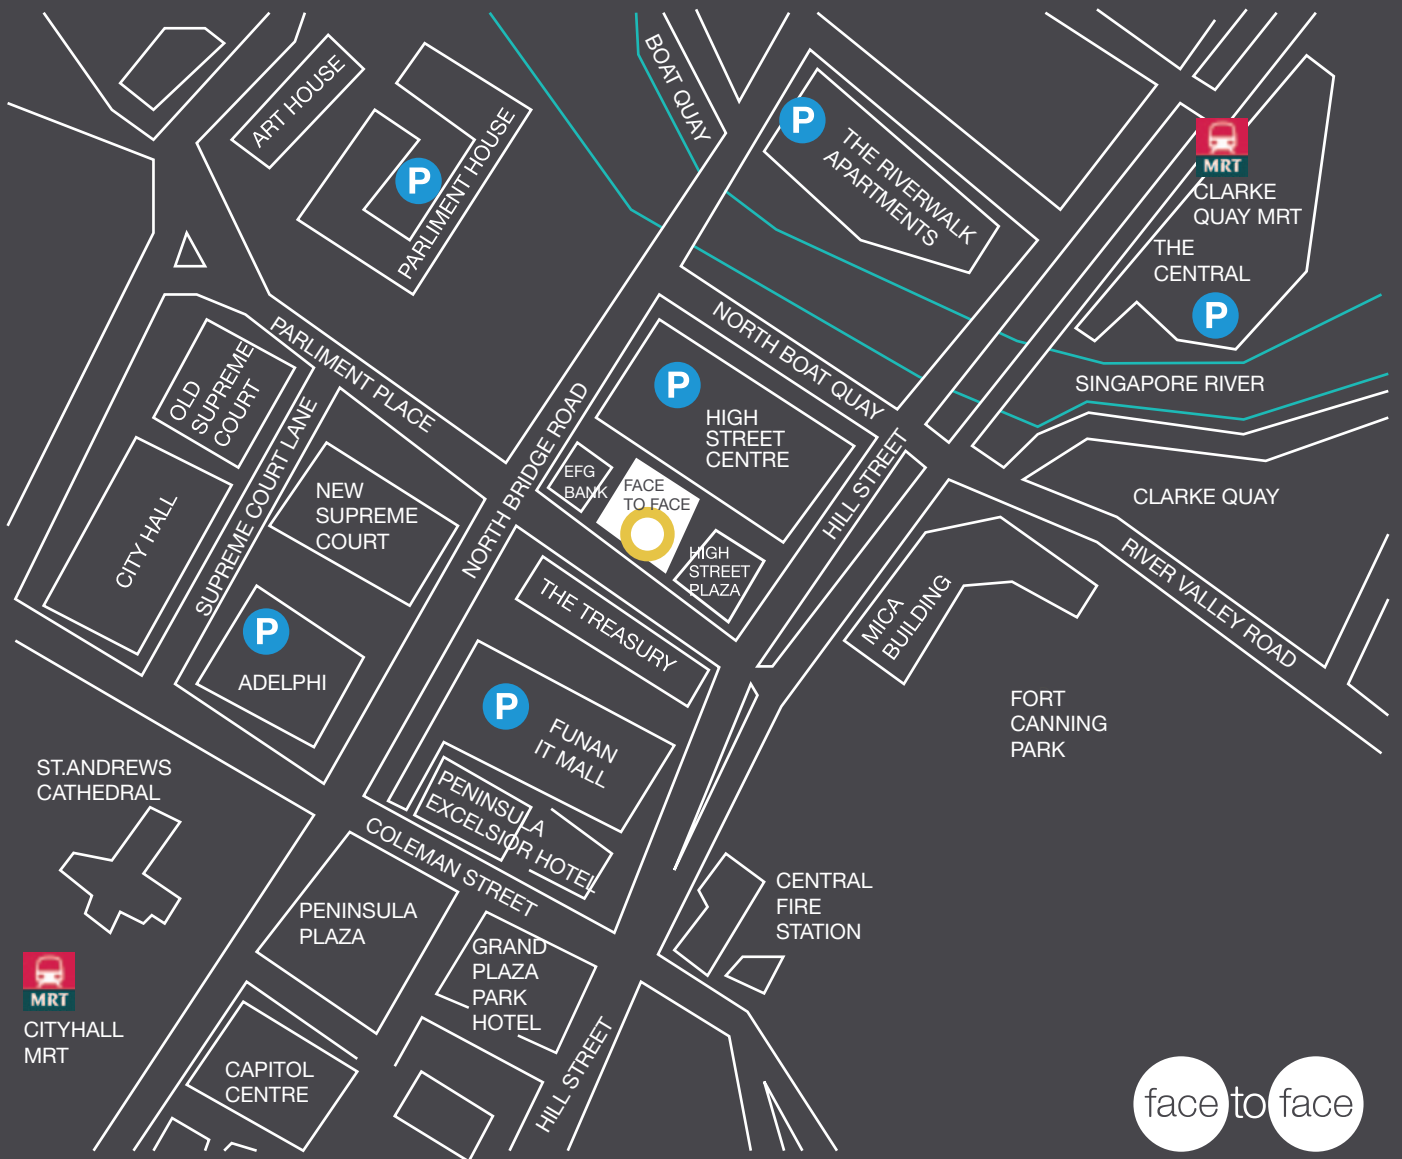 ART HOUSE
P
PARLIMENT HOUSE
BOAT QUAY
P
THE RIVERWALK
APARTMENTS
MRT
CLARKE
QUAY MRT
THE
CENTRAL
P
PARLIMENT PLACE
NORTH BOAT QUAY
OLD
SUPREME
COURT
P
HIGH
STREET
CENTRE
SINGAPORE RIVER
SUPREME COURT LANE
NORTH BRIDGE ROAD
EFG
BANK
FACE
TO FACE
HIGH
STREET
PLAZA
HILL STREET
CLARKE QUAY
CITY HALL
NEW
SUPREME
COURT
RIVER VALLEY ROAD
MICA
BUILDING
THE TREASURY
P
ADELPHI
P
FUNAN
IT MALL
FORT
CANNING
PARK
ST.ANDREWS
CATHEDRAL
PENINSULA
EXCELSIOR HOTEL
COLEMAN STREET
PENINSULA
PLAZA
CENTRAL
FIRE
STATION
GRAND
PLAZA
PARK
HOTEL
MRT
CITYHALL
MRT
CAPITOL
CENTRE
HILL STREET
face to face